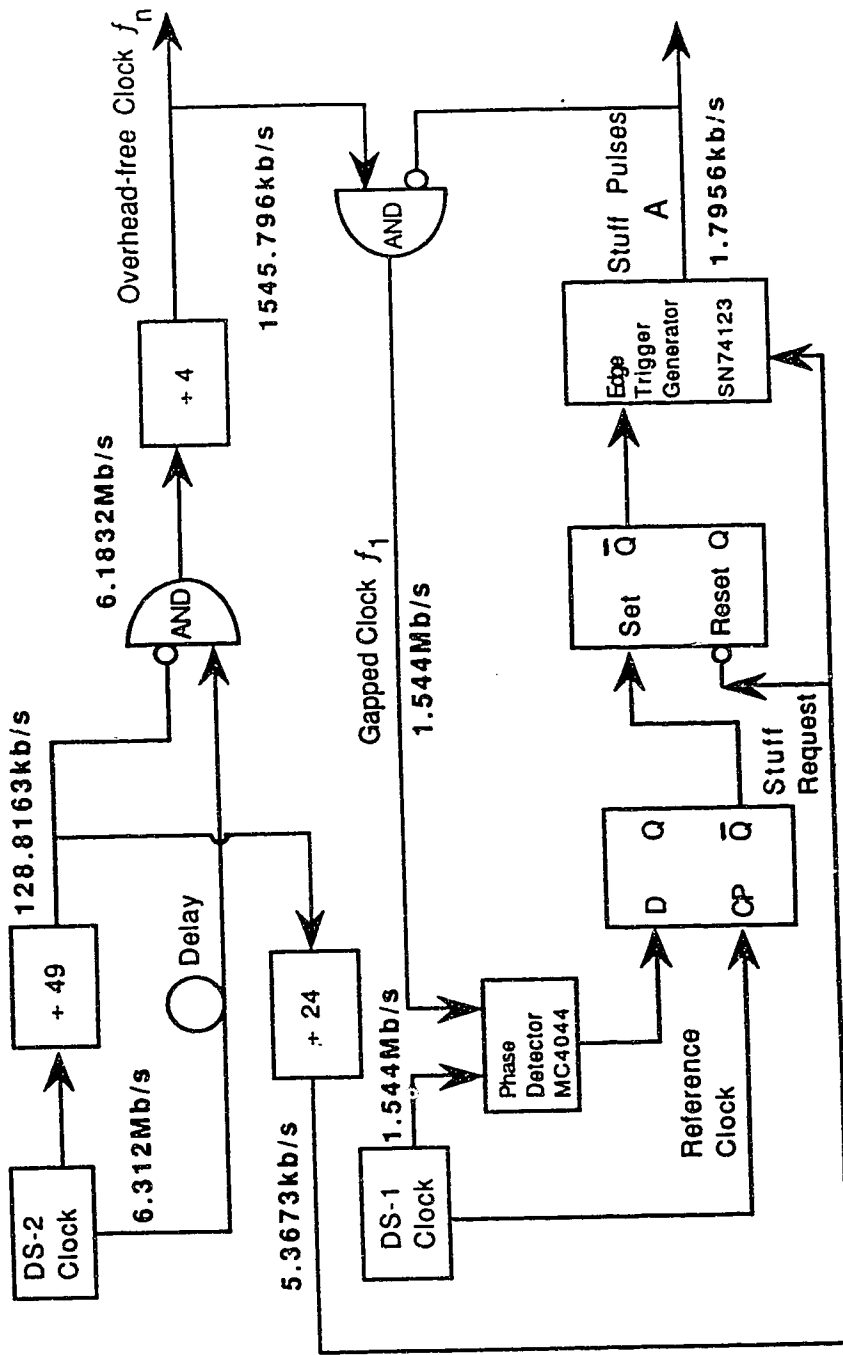 DS-2
Clock
6.312Mb/s
÷ 49
128.8163kb/s
Delay
AND
6.1832Mb/s
÷ 4
Overhead-free Clock fn
1545.796kb/s
÷ 24
5.3673kb/s
DS-1
Clock
1.544Mb/s
Phase
Detector
MC4044
Gapped Clock f1
1.544Mb/s
AND
Reference
Clock
D
Q
CP
Q̅
Stuff
Request
Set
Q̅
Reset
Q
Edge
Trigger
Generator
SN74123
Stuff Pulses
A
1.7956kb/s